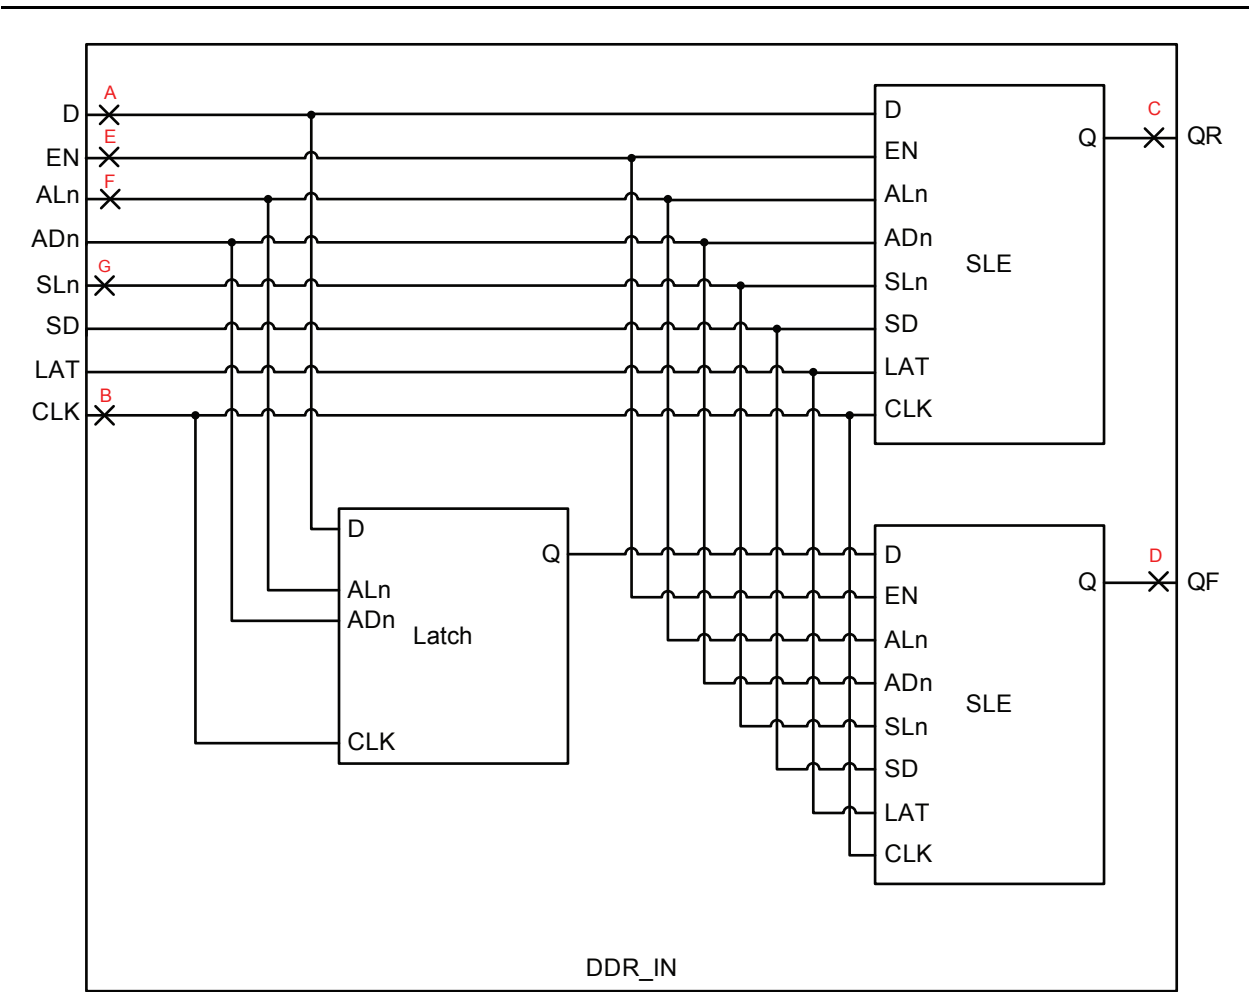 A
D
E
EN
F
ALn
ADn
G
SLn
SD
LAT
B
CLK
D
EN
ALn
ADn
SLn
SD
LAT
CLK
SLE
Q
C
QR
D
ALn
ADn
CLK
Latch
Q
D
EN
ALn
ADn
SLn
SD
LAT
CLK
SLE
Q
D
QF
DDR_IN